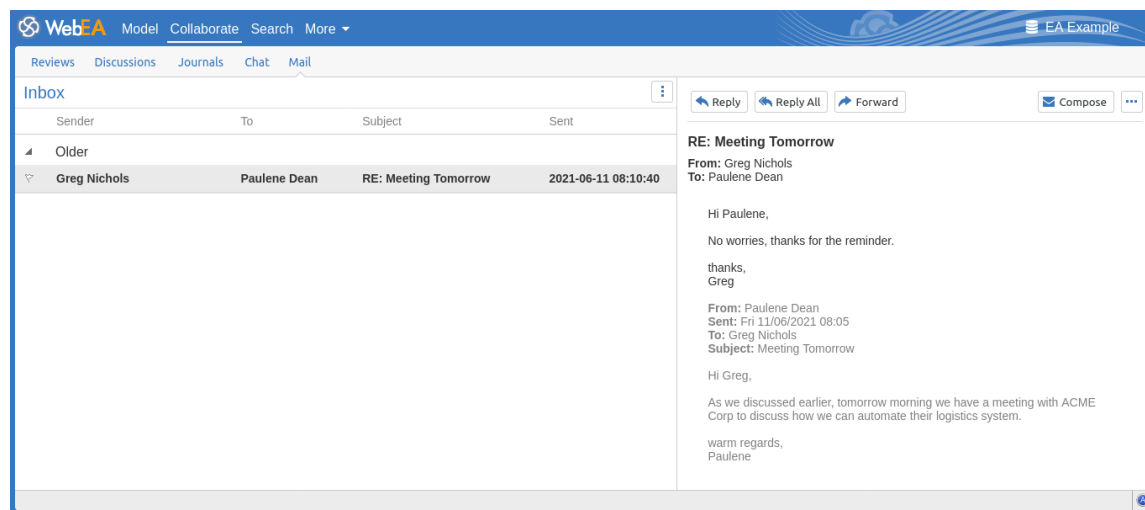 WebEA Model Collaborate Search More EA Example
Reviews Discussions Journals Chat Mail
Inbox
Reply Reply All Forward Compose
Sender To Subject Sent
Older
Greg Nichols Paulene Dean RE: Meeting Tomorrow 2021-06-11 08:10:40
RE: Meeting Tomorrow
From: Greg Nichols
To: Paulene Dean
Hi Paulene,
No worries, thanks for the reminder.
thanks,
Greg
From: Paulene Dean
Sent: Fri 11/06/2021 08:05
To: Greg Nichols
Subject: Meeting Tomorrow
Hi Greg,
As we discussed earlier, tomorrow morning we have a meeting with ACME
Corp to discuss how we can automate their logistics system.
warm regards,
Paulene